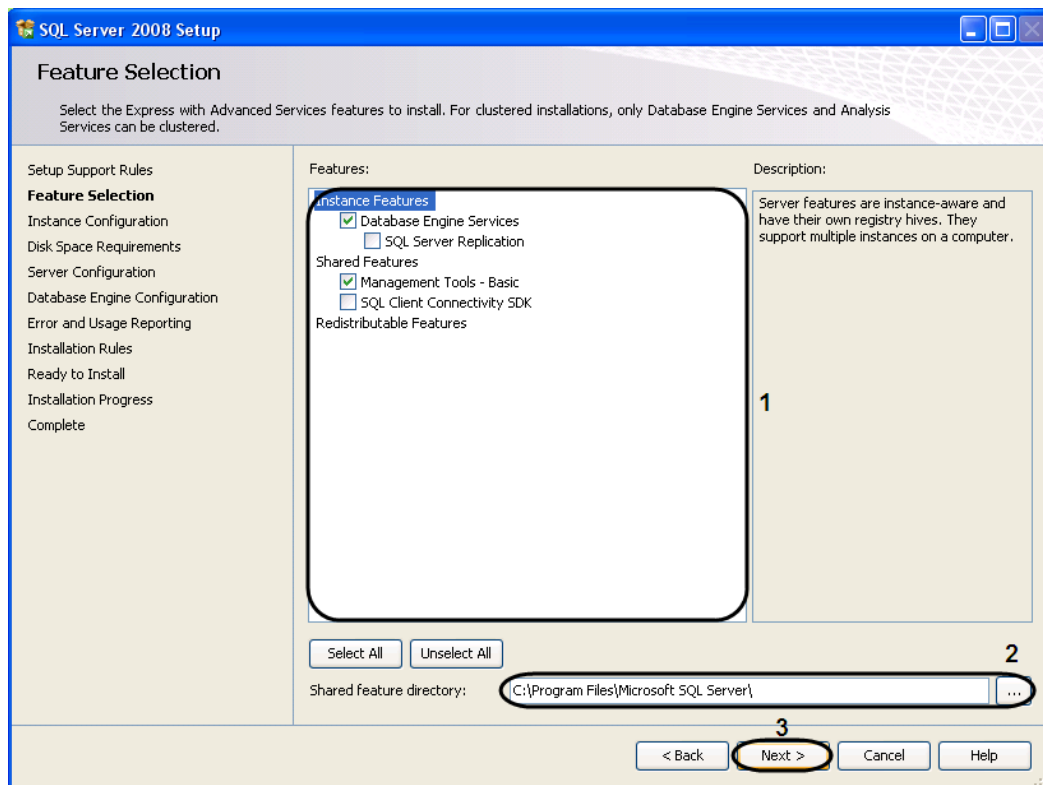 SQL Server 2008 Setup
Feature Selection
Select the Express with Advanced Services features to install. For clustered installations, only Database Engine Services and Analysis
Services can be clustered.
Setup Support Rules
Feature Selection
Instance Configuration
Disk Space Requirements
Server Configuration
Database Engine Configuration
Error and Usage Reporting
Installation Rules
Ready to Install
Installation Progress
Complete
Features:
Instance Features
Database Engine Services
SQL Server Replication
Shared Features
Management Tools - Basic
SQL Client Connectivity SDK
Redistributable Features
Description:
Server features are instance-aware and
have their own registry hives. They
support multiple instances on a computer.
1
Select All
Unselect All
2
Shared feature directory:
C:\Program Files\Microsoft SQL Server\
...
3
< Back
Next >
Cancel
Help